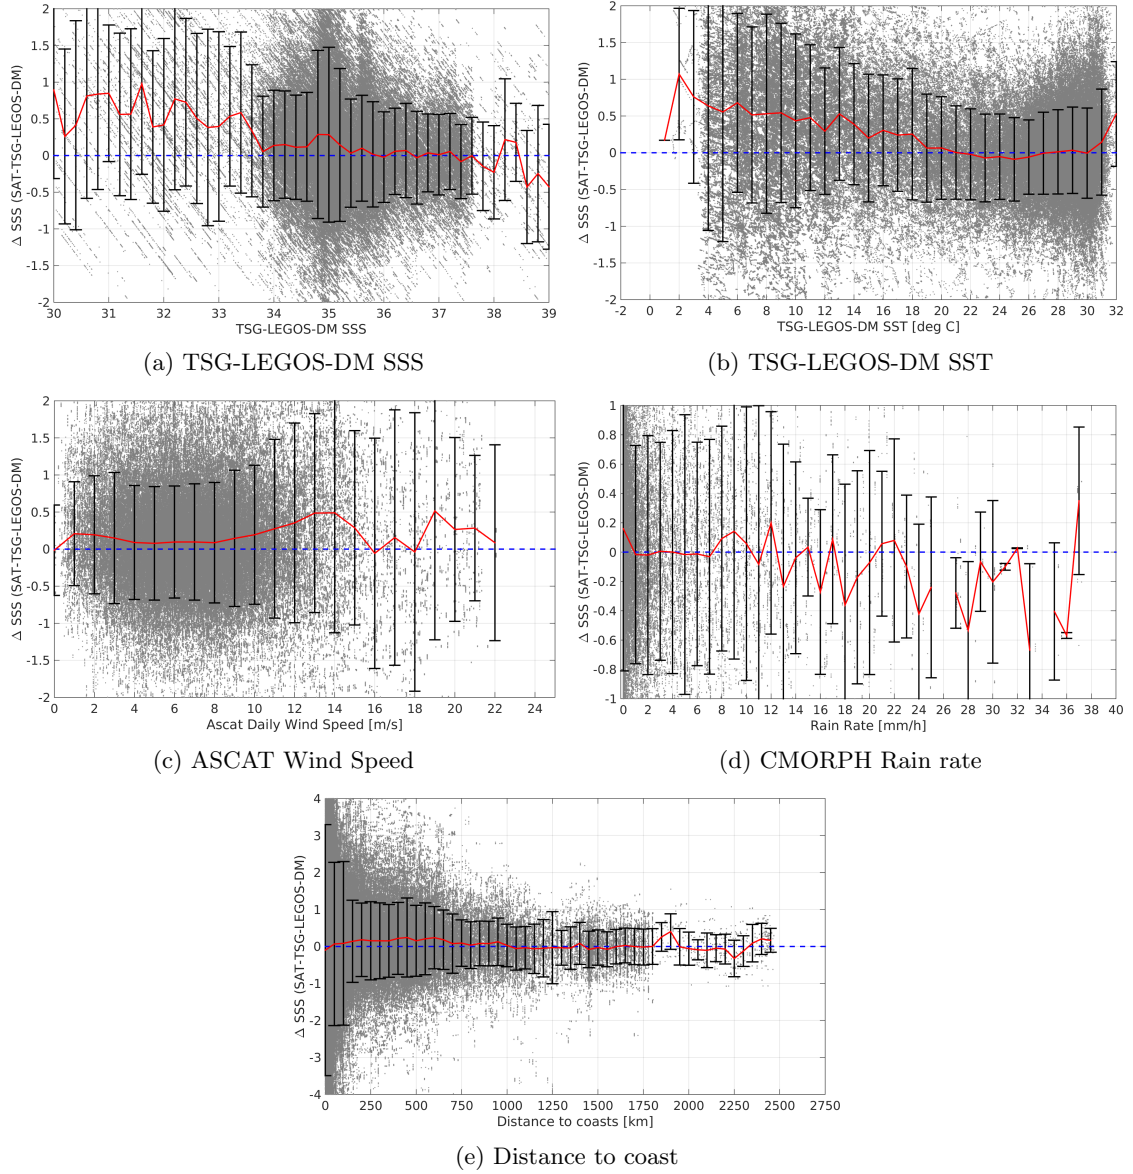 2
1.5
1
0.5
0
-0.5
-1
-1.5
-2
Δ SSS (SAT-TSG-LEGOS-DM)
30 31 32 33 34 35 36 37 38 39
TSG-LEGOS-DM SSS
(a) TSG-LEGOS-DM SSS
2
1.5
1
0.5
0
-0.5
-1
-1.5
-2
Δ SSS (SAT-TSG-LEGOS-DM)
-2 0 2 4 6 8 10 12 14 16 18 20 22 24 26 28 30 32
TSG-LEGOS-DM SST [deg C]
(b) TSG-LEGOS-DM SST
2
1.5
1
0.5
0
-0.5
-1
-1.5
-2
Δ SSS (SAT-TSG-LEGOS-DM)
0 2 4 6 8 10 12 14 16 18 20 22 24
Ascat Daily Wind Speed [m/s]
(c) ASCAT Wind Speed
1
0.8
0.6
0.4
0.2
0
-0.2
-0.4
-0.6
-0.8
-1
Δ SSS (SAT-TSG-LEGOS-DM)
0 2 4 6 8 10 12 14 16 18 20 22 24 26 28 30 32 34 36 38 40
Rain Rate [mm/h]
(d) CMORPH Rain rate
4
3
2
1
0
-1
-2
-3
-4
Δ SSS (SAT-TSG-LEGOS-DM)
0 250 500 750 1000 1250 1500 1750 2000 2250 2500 2750
Distance to coasts [km]
(e) Distance to coast